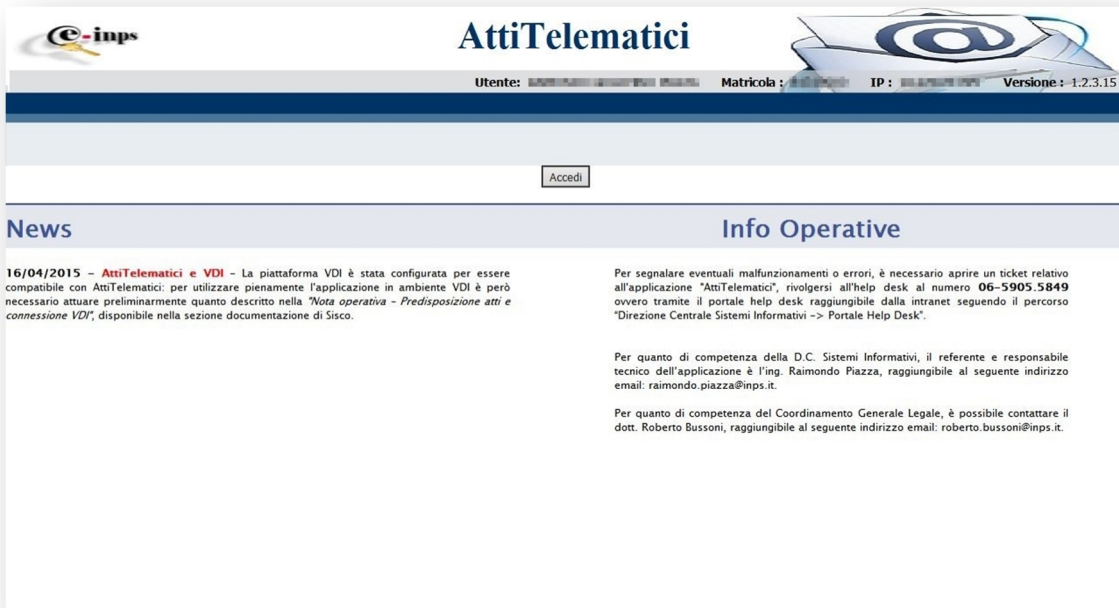 e-inps
AttiTelematici
Utente: Matricola : IP : Versione : 1.2.3.15
Accedi
News
16/04/2015 – AttiTelematici e VDI – La piattaforma VDI è stata configurata per essere
compatibile con AttiTelematici: per utilizzare pienamente l'applicazione in ambiente VDI è però
necessario attuare preliminarmente quanto descritto nella "Nota operativa – Predisposizione atti e
connessione VDI", disponibile nella sezione documentazione di Sisco.
Info Operative
Per segnalare eventuali malfunzionamenti o errori, è necessario aprire un ticket relativo
all'applicazione "AttiTelematici", rivolgersi all'help desk al numero 06–5905.5849
ovvero tramite il portale help desk raggiungibile dalla intranet seguendo il percorso
"Direzione Centrale Sistemi Informativi –> Portale Help Desk".
Per quanto di competenza della D.C. Sistemi Informativi, il referente e responsabile
tecnico dell'applicazione è l'ing. Raimondo Piazza, raggiungibile al seguente indirizzo
email: raimondo.piazza@inps.it.
Per quanto di competenza del Coordinamento Generale Legale, è possibile contattare il
dott. Roberto Bussoni, raggiungibile al seguente indirizzo email: roberto.bussoni@inps.it.